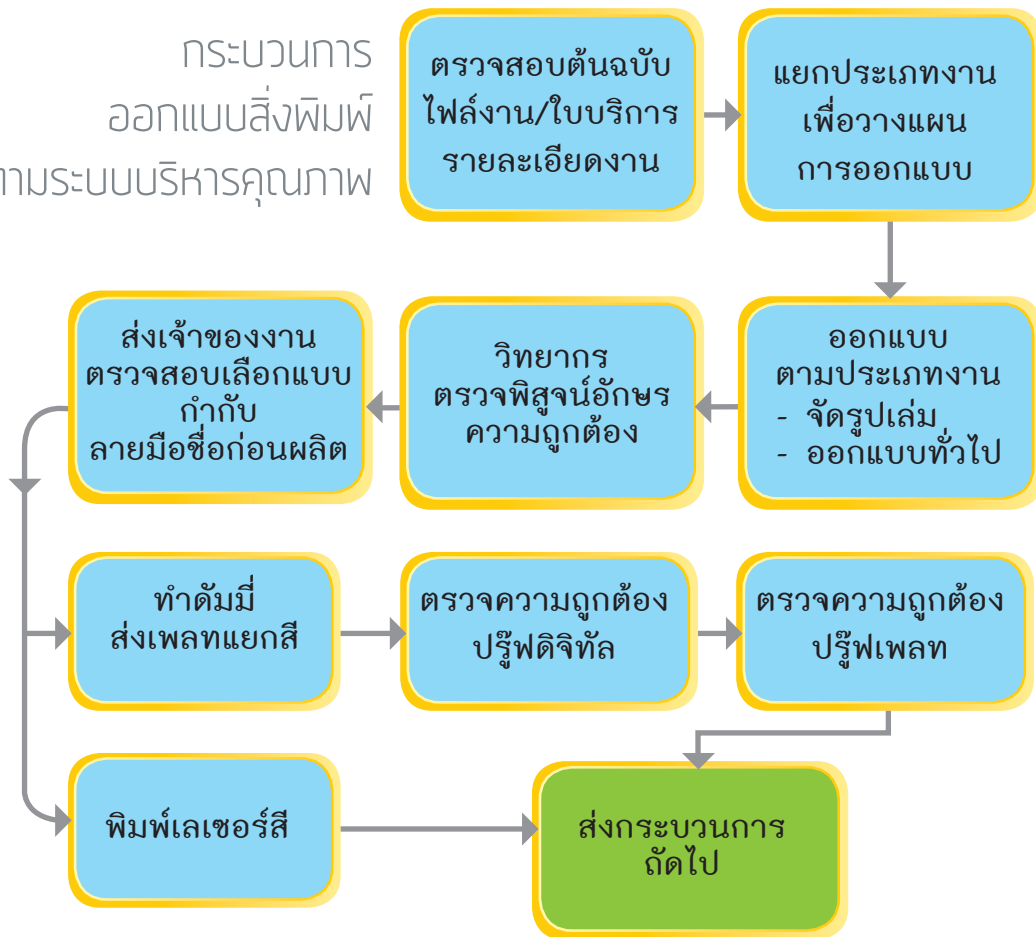 กระบวนการ
ออกแบบสิ่งพิมพ์
ตามระบบบริหารคุณภาพ
ตรวจสอบต้นฉบับ
ไฟล์งาน/ใบบริการ
รายละเอียดงาน
แยกประเภทงาน
เพื่อวางแผน
การออกแบบ
ออกแบบ
ตามประเภทงาน
- จัดรูปเล่ม
- ออกแบบทั่วไป
วิทยากร
ตรวจพิสูจน์อักษร
ความถูกต้อง
ส่งเจ้าของงาน
ตรวจสอบเลือกแบบ
กำกับ
ลายมือชื่อก่อนผลิต
ทำดัมมี่
ส่งเพลทแยกสี
ตรวจความถูกต้อง
ปรู๊ฟดิจิทัล
ตรวจความถูกต้อง
ปรู๊ฟเพลท
พิมพ์เลเซอร์สี
ส่งกระบวนการ
ถัดไป